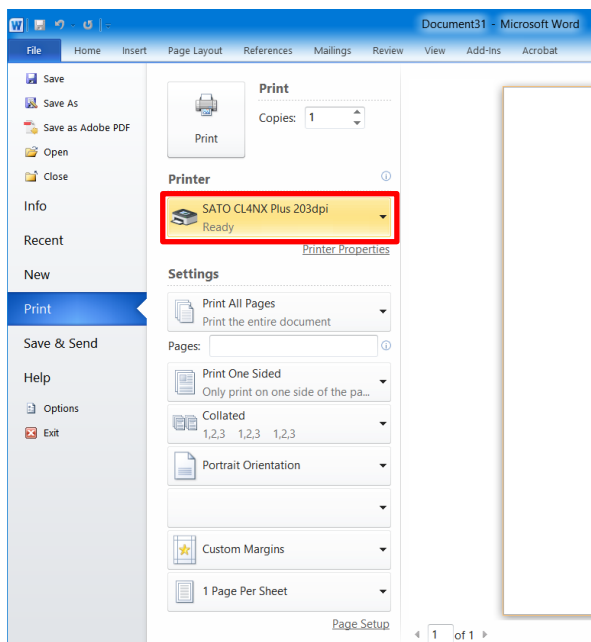 Document31 - Microsoft Word
File Home Insert Page Layout References Mailings Review View Add-Ins Acrobat
Save
Save As
Save as Adobe PDF
Open
Close
Info
Recent
New
Print
Save & Send
Help
Options
Exit
Print
Print
Copies: 1
Printer
SATO CL4NX Plus 203dpi
Ready
Printer Properties
Settings
Print All Pages
Print the entire document
Pages:
Print One Sided
Only print on one side of the pa...
Collated
1,2,3 1,2,3 1,2,3
Portrait Orientation
Custom Margins
1 Page Per Sheet
Page Setup
1 of 1